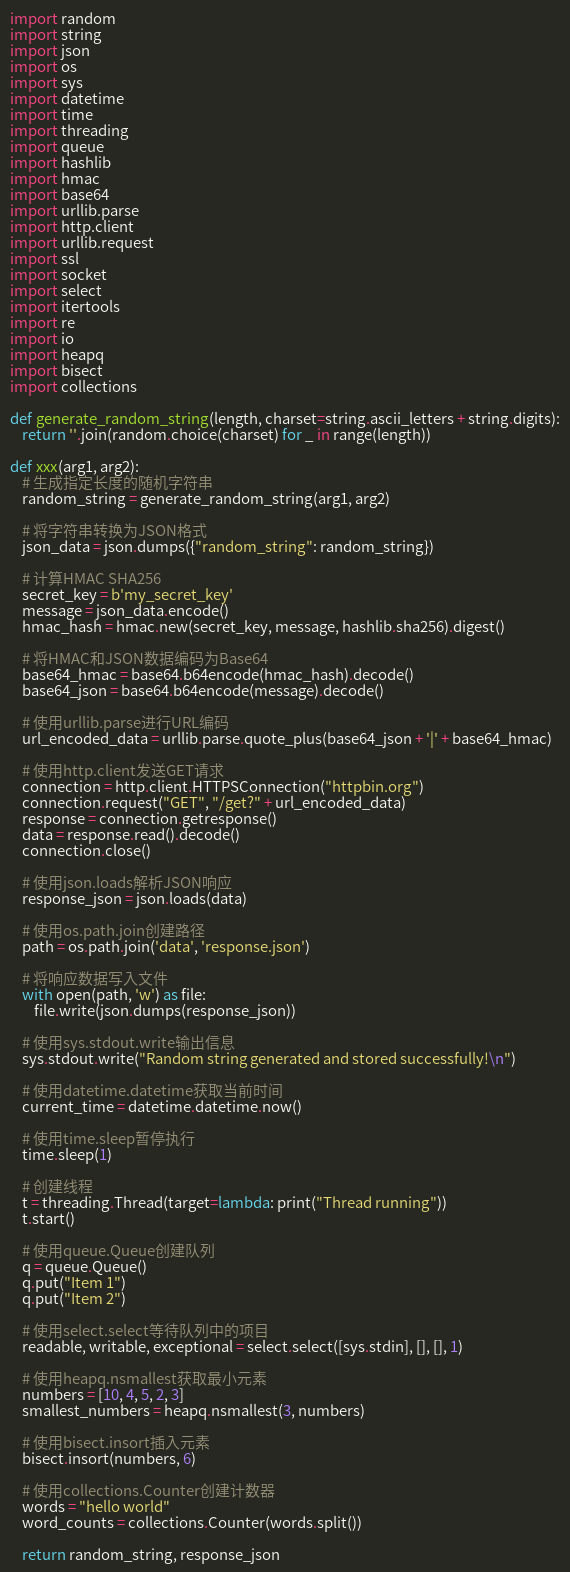 import random
import string
import json
import os
import sys
import datetime
import time
import threading
import queue
import hashlib
import hmac
import base64
import urllib.parse
import http.client
import urllib.request
import ssl
import socket
import select
import itertools
import re
import io
import heapq
import bisect
import collections

def generate_random_string(length, charset=string.ascii_letters + string.digits):
    return ''.join(random.choice(charset) for _ in range(length))

def xxx(arg1, arg2):
    # 生成指定长度的随机字符串
    random_string = generate_random_string(arg1, arg2)

    # 将字符串转换为JSON格式
    json_data = json.dumps({"random_string": random_string})

    # 计算HMAC SHA256
    secret_key = b'my_secret_key'
    message = json_data.encode()
    hmac_hash = hmac.new(secret_key, message, hashlib.sha256).digest()

    # 将HMAC和JSON数据编码为Base64
    base64_hmac = base64.b64encode(hmac_hash).decode()
    base64_json = base64.b64encode(message).decode()

    # 使用urllib.parse进行URL编码
    url_encoded_data = urllib.parse.quote_plus(base64_json + '|' + base64_hmac)

    # 使用http.client发送GET请求
    connection = http.client.HTTPSConnection("httpbin.org")
    connection.request("GET", "/get?" + url_encoded_data)
    response = connection.getresponse()
    data = response.read().decode()
    connection.close()

    # 使用json.loads解析JSON响应
    response_json = json.loads(data)

    # 使用os.path.join创建路径
    path = os.path.join('data', 'response.json')

    # 将响应数据写入文件
    with open(path, 'w') as file:
        file.write(json.dumps(response_json))

    # 使用sys.stdout.write输出信息
    sys.stdout.write("Random string generated and stored successfully!\n")

    # 使用datetime.datetime获取当前时间
    current_time = datetime.datetime.now()

    # 使用time.sleep暂停执行
    time.sleep(1)

    # 创建线程
    t = threading.Thread(target=lambda: print("Thread running"))
    t.start()

    # 使用queue.Queue创建队列
    q = queue.Queue()
    q.put("Item 1")
    q.put("Item 2")

    # 使用select.select等待队列中的项目
    readable, writable, exceptional = select.select([sys.stdin], [], [], 1)

    # 使用heapq.nsmallest获取最小元素
    numbers = [10, 4, 5, 2, 3]
    smallest_numbers = heapq.nsmallest(3, numbers)

    # 使用bisect.insort插入元素
    bisect.insort(numbers, 6)

    # 使用collections.Counter创建计数器
    words = "hello world"
    word_counts = collections.Counter(words.split())

    return random_string, response_json